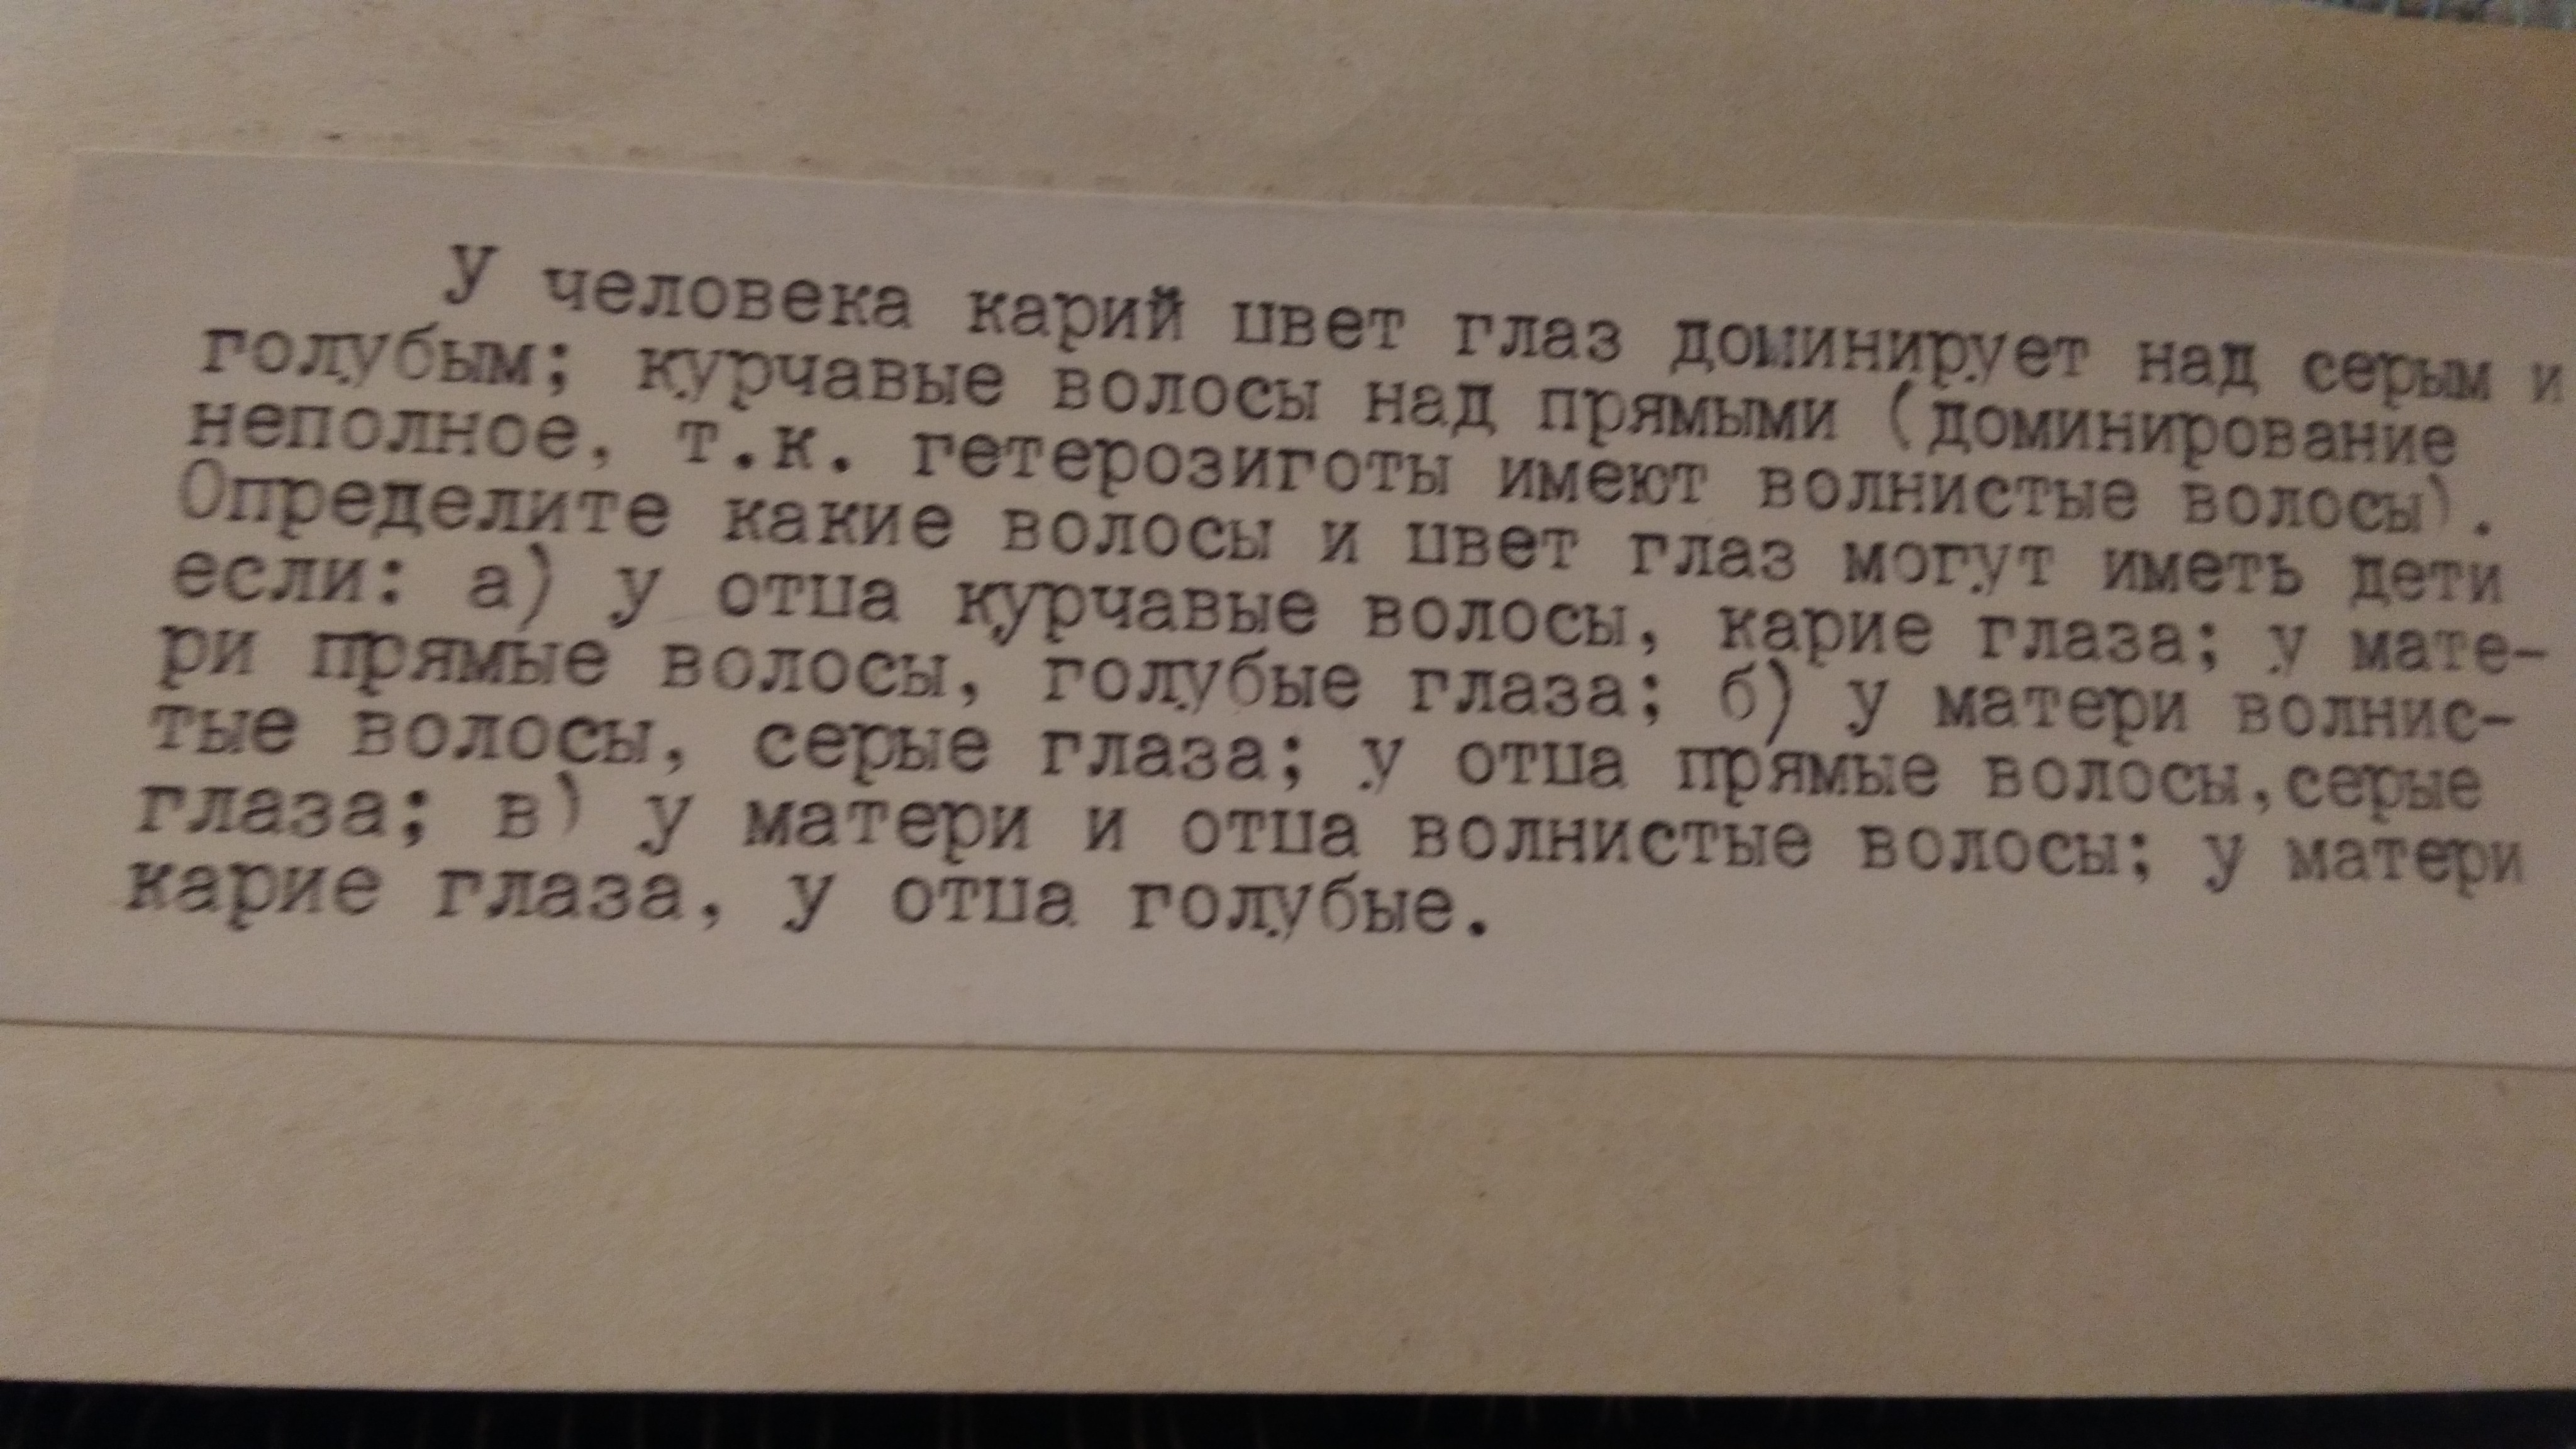 У человека карий цвет глаз доминирует над серым и
голубым; курчавые волосы над прямыми (доминирование
неполное, т.к. гетерозиготы имеют волнистые волосы).
Определите какие волосы и цвет глаз могут иметь дети
если: а) у отца курчавые волосы, карие глаза; у мате-
ри прямые волосы, голубые глаза; б) у матери волнис-
тые волосы, серые глаза; у отца прямые волосы,серые
глаза; в) у матери и отца волнистые волосы; у матери
карие глаза, у отца голубые.